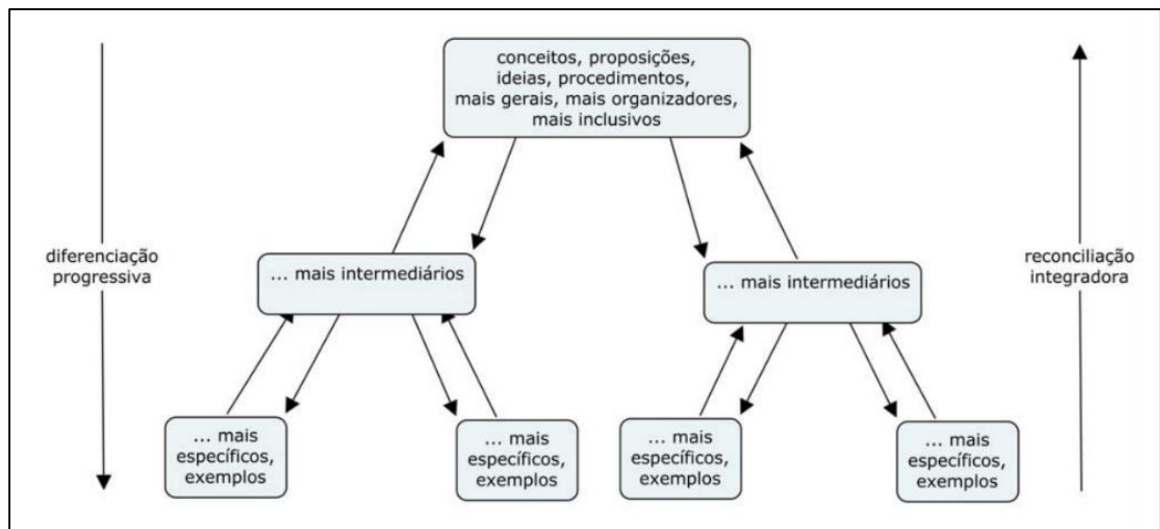 conceitos, proposições,
ideias, procedimentos,
mais gerais, mais organizadores,
mais inclusivos
diferenciação
progressiva
... mais intermediários
... mais intermediários
reconciliação
integradora
... mais
específicos,
exemplos
... mais
específicos,
exemplos
... mais
específicos,
exemplos
... mais
específicos,
exemplos